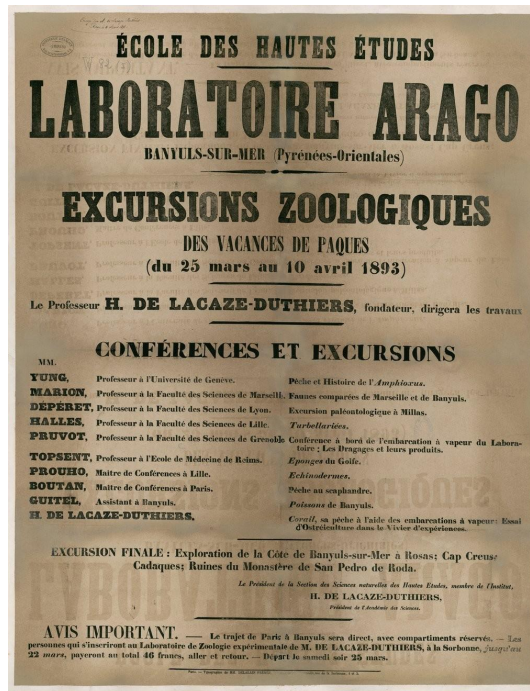 ÉCOLE DES HAUTES ÉTUDES
LABORATOIRE ARAGO
BANYULS-SUR-MER (Pyrénées-Orientales)
EXCURSIONS ZOOLOGIQUES
DES VACANCES DE PAQUES
(du 25 mars au 10 avril 1893)
Le Professeur H. DE LACAZE-DUTHIERS, fondateur, dirigera les travaux
CONFÉRENCES ET EXCURSIONS
MM.
YUNG, Professeur à l'Université de Genève. Pêche et Histoire de l'Amphioxus.
MARION, Professeur à la Faculté des Sciences de Marseille. Faunes comparées de Marseille et de Banyuls.
DÉPÉRET, Professeur à la Faculté des Sciences de Lyon. Excursion paléontologique à Millas.
HALLES, Professeur à la Faculté des Sciences de Lille. Turbellariées.
PRUVOT, Professeur à la Faculté des Sciences de Grenoble Conférence à bord de l'embarcation à vapeur du Labora-
toire ; Les Dragages et leurs produits.
TOPSENT, Professeur à l'Ecole de Médecine de Reims. Eponges du Golfe.
PROUHO, Maitre de Conférences à Lille. Echinodermes.
BOUTAN, Maitre de Conférences à Paris. Pêche au scaphandre.
GUITEL, Assistant à Banyuls. Poissons de Banyuls.
H. DE LACAZE-DUTHIERS. Corail, sa pêche à l'aide des embarcations à vapeur ; Essai
d'Ostréiculture dans le Vivier d'expériences.
EXCURSION FINALE : Exploration de la Côte de Banyuls-sur-Mer à Rosas; Cap Creus;
Cadaques; Ruines du Monastère de San Pedro de Roda.
Le Président de la Section des Sciences naturelles des Hautes Etudes, membre de l'Institut,
H. DE LACAZE-DUTHIERS,
Président de l'Académie des Sciences.
AVIS IMPORTANT. — Le trajet de Paris à Banyuls sera direct, avec compartiments réservés. — Les
personnes qui s'inscriront au Laboratoire de Zoologie expérimentale de M. DE LACAZE-DUTHIERS, à la Sorbonne, jusqu'au
22 mars, payeront au total 46 francs, aller et retour. — Départ le samedi soir 25 mars.